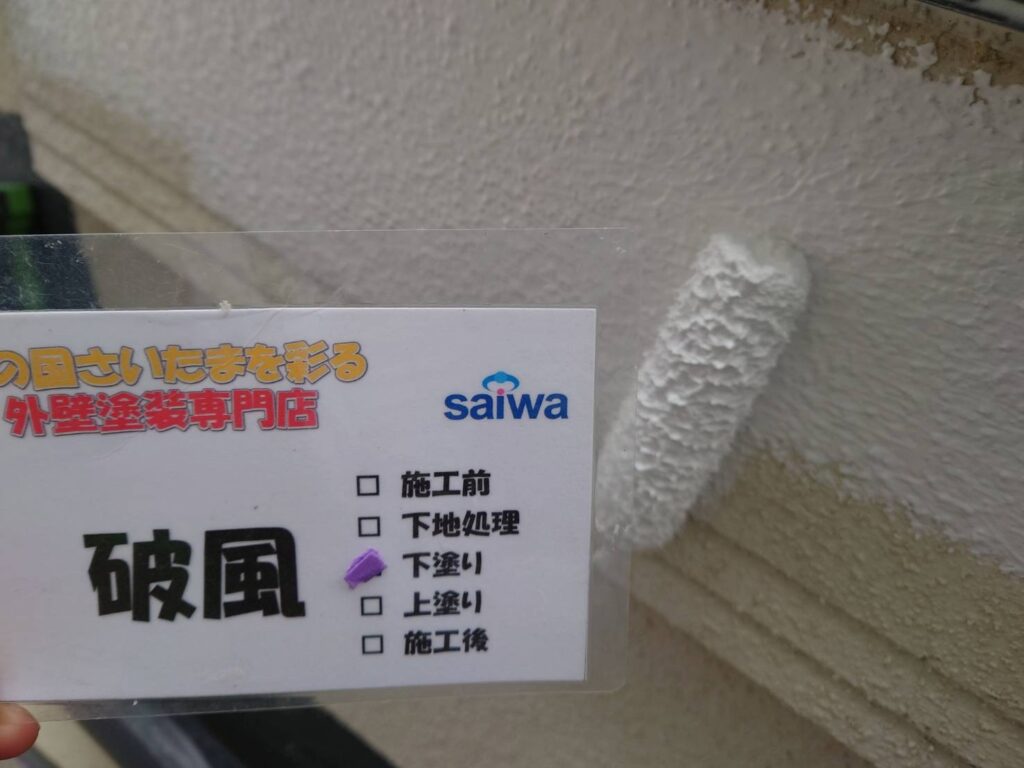 の国さいたまを彩る
外壁塗装専門店
saiwa
破風
□ 施工前
□ 下地処理
下塗り
□ 上塗り
□ 施工後